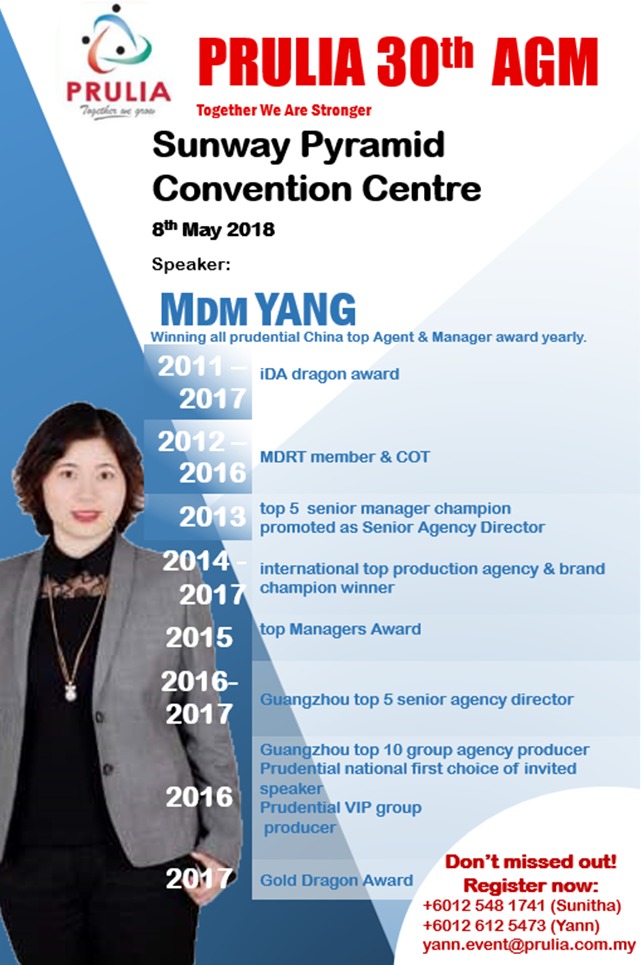 PRULIA
Together we grow
PRULIA 30th AGM
Together We Are Stronger
Sunway Pyramid
Convention Centre
8th May 2018
Speaker:
MDM YANG
Winning all prudential China top Agent & Manager award yearly.
2011 –
2017
iDA dragon award
2012 –
2016
MDRT member & COT
2013
top 5 senior manager champion
promoted as Senior Agency Director
2014 -
2017
international top production agency & brand
champion winner
2015
top Managers Award
2016-
2017
Guangzhou top 5 senior agency director
2016
Guangzhou top 10 group agency producer
Prudential national first choice of invited
speaker
Prudential VIP group
producer
2017
Gold Dragon Award
Don't missed out!
Register now:
+6012 548 1741 (Sunitha)
+6012 612 5473 (Yann)
yann.event@prulia.com.my